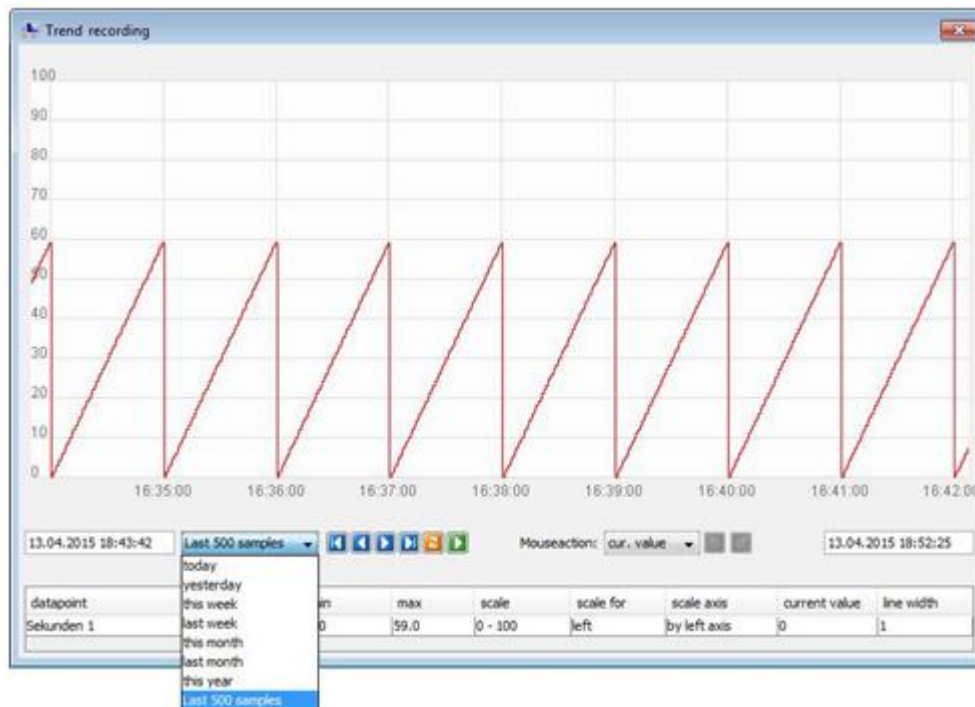 Trend recording
100
90
80
70
60
50
40
30
20
10
0
16:35:00 16:36:00 16:37:00 16:38:00 16:39:00 16:40:00 16:41:00 16:42:00
13.04.2015 18:43:42 Last 500 samples Mouseaction: cur. value 13.04.2015 18:52:25
today
yesterday
this week
last week
this month
last month
this year
Last 500 samples
datapoint max scale scale for scale axis current value line width
Sekunden 1 0 59.0 0 - 100 left by left axis 0 1